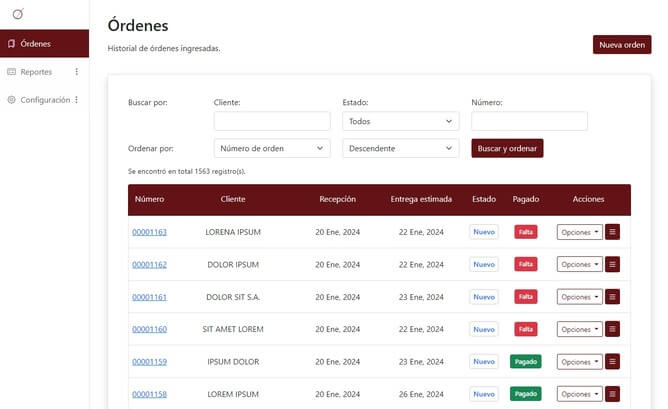 Órdenes
Historial de órdenes ingresadas.
Nueva orden
Órdenes
Reportes
Configuración
Buscar por:
Cliente:
Estado:
Número:
Todos
Ordenar por:
Número de orden
Descendente
Buscar y ordenar
Se encontró en total 1563 registro(s).
Número Cliente Recepción Entrega estimada Estado Pagado Acciones
00001163 LORENA IPSUM 20 Ene, 2024 22 Ene, 2024 Nuevo Falta Opciones
00001162 DOLOR IPSUM 20 Ene, 2024 22 Ene, 2024 Nuevo Falta Opciones
00001161 DOLOR SIT S.A. 20 Ene, 2024 23 Ene, 2024 Nuevo Falta Opciones
00001160 SIT AMET LOREM 20 Ene, 2024 22 Ene, 2024 Nuevo Falta Opciones
00001159 IPSUM DOLOR 20 Ene, 2024 23 Ene, 2024 Nuevo Pagado Opciones
00001158 LOREM IPSUM 20 Ene, 2024 26 Ene, 2024 Nuevo Pagado Opciones